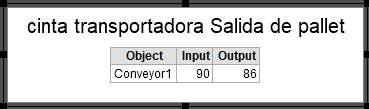 cinta transportadora Salida de pallet
Object Input Output
Conveyor1 90 86